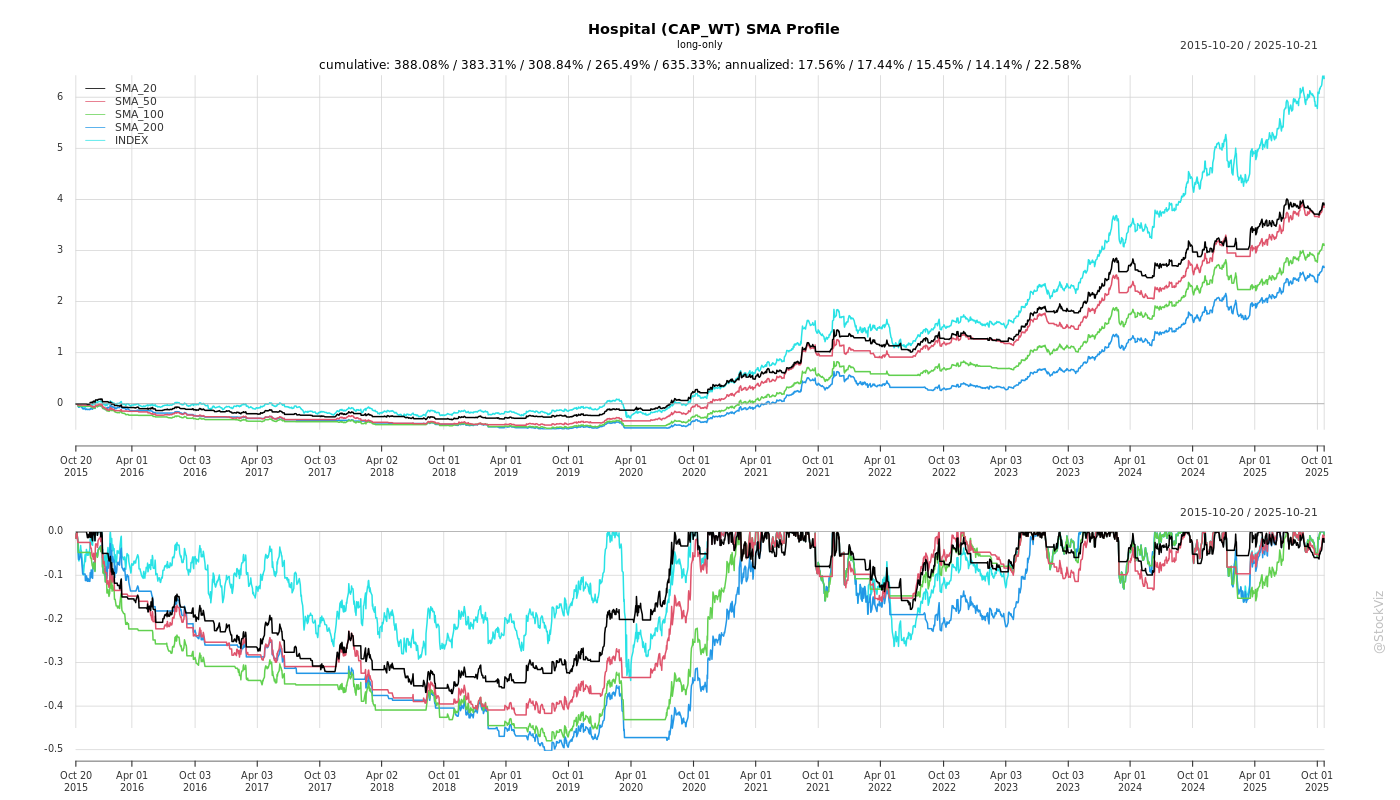 Hospital (CAP_WT) SMA Profile
long-only
2015-10-20 / 2025-10-21
cumulative: 388.08% / 383.31% / 308.84% / 265.49% / 635.33%; annualized: 17.56% / 17.44% / 15.45% / 14.14% / 22.58%
SMA_20
SMA_50
SMA_100
SMA_200
INDEX
6
5
4
3
2
1
0
Oct 20 Apr 01 Oct 03 Apr 03 Oct 03 Apr 02 Oct 01 Apr 01 Oct 01 Apr 01 Oct 01 Apr 01 Oct 01 Apr 01 Oct 03 Apr 03 Oct 03 Apr 01 Oct 01 Apr 01 Oct 01
2015 2016 2016 2017 2017 2018 2018 2019 2019 2020 2020 2021 2021 2022 2022 2023 2023 2024 2024 2025 2025
2015-10-20 / 2025-10-21
0.0
-0.1
-0.2
-0.3
-0.4
-0.5
Oct 20 Apr 01 Oct 03 Apr 03 Oct 03 Apr 02 Oct 01 Apr 01 Oct 01 Apr 01 Oct 01 Apr 01 Oct 01 Apr 01 Oct 03 Apr 03 Oct 03 Apr 01 Oct 01 Apr 01 Oct 01
2015 2016 2016 2017 2017 2018 2018 2019 2019 2020 2020 2021 2021 2022 2022 2023 2023 2024 2024 2025 2025
@StockViz